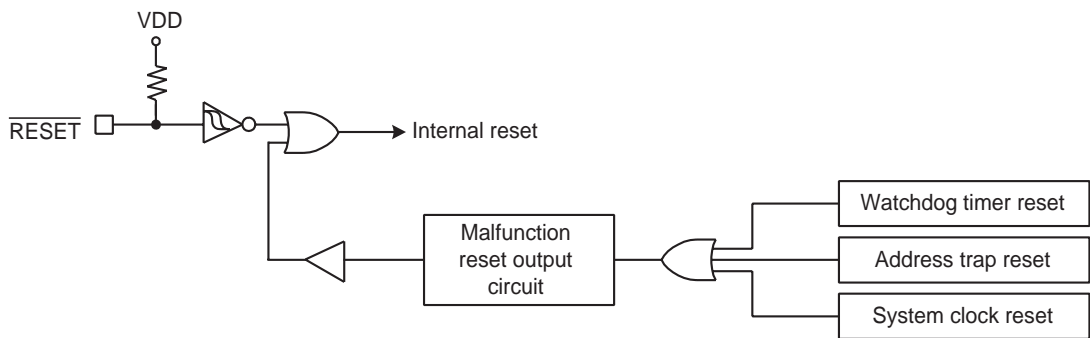 VDD
RESET
Internal reset
Watchdog timer reset
Malfunction
reset output
circuit
Address trap reset
System clock reset